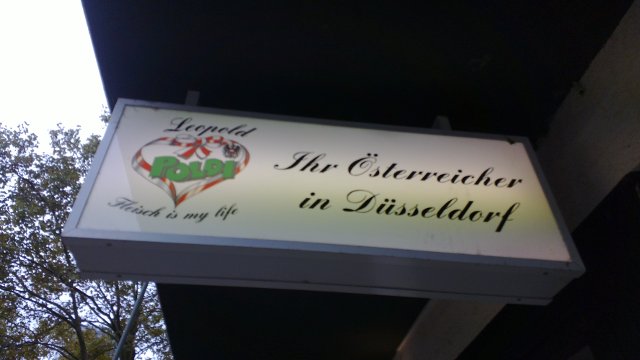 Leopold
POLDI
Fleisch is my life
Ihr Österreicher
in Düsseldorf